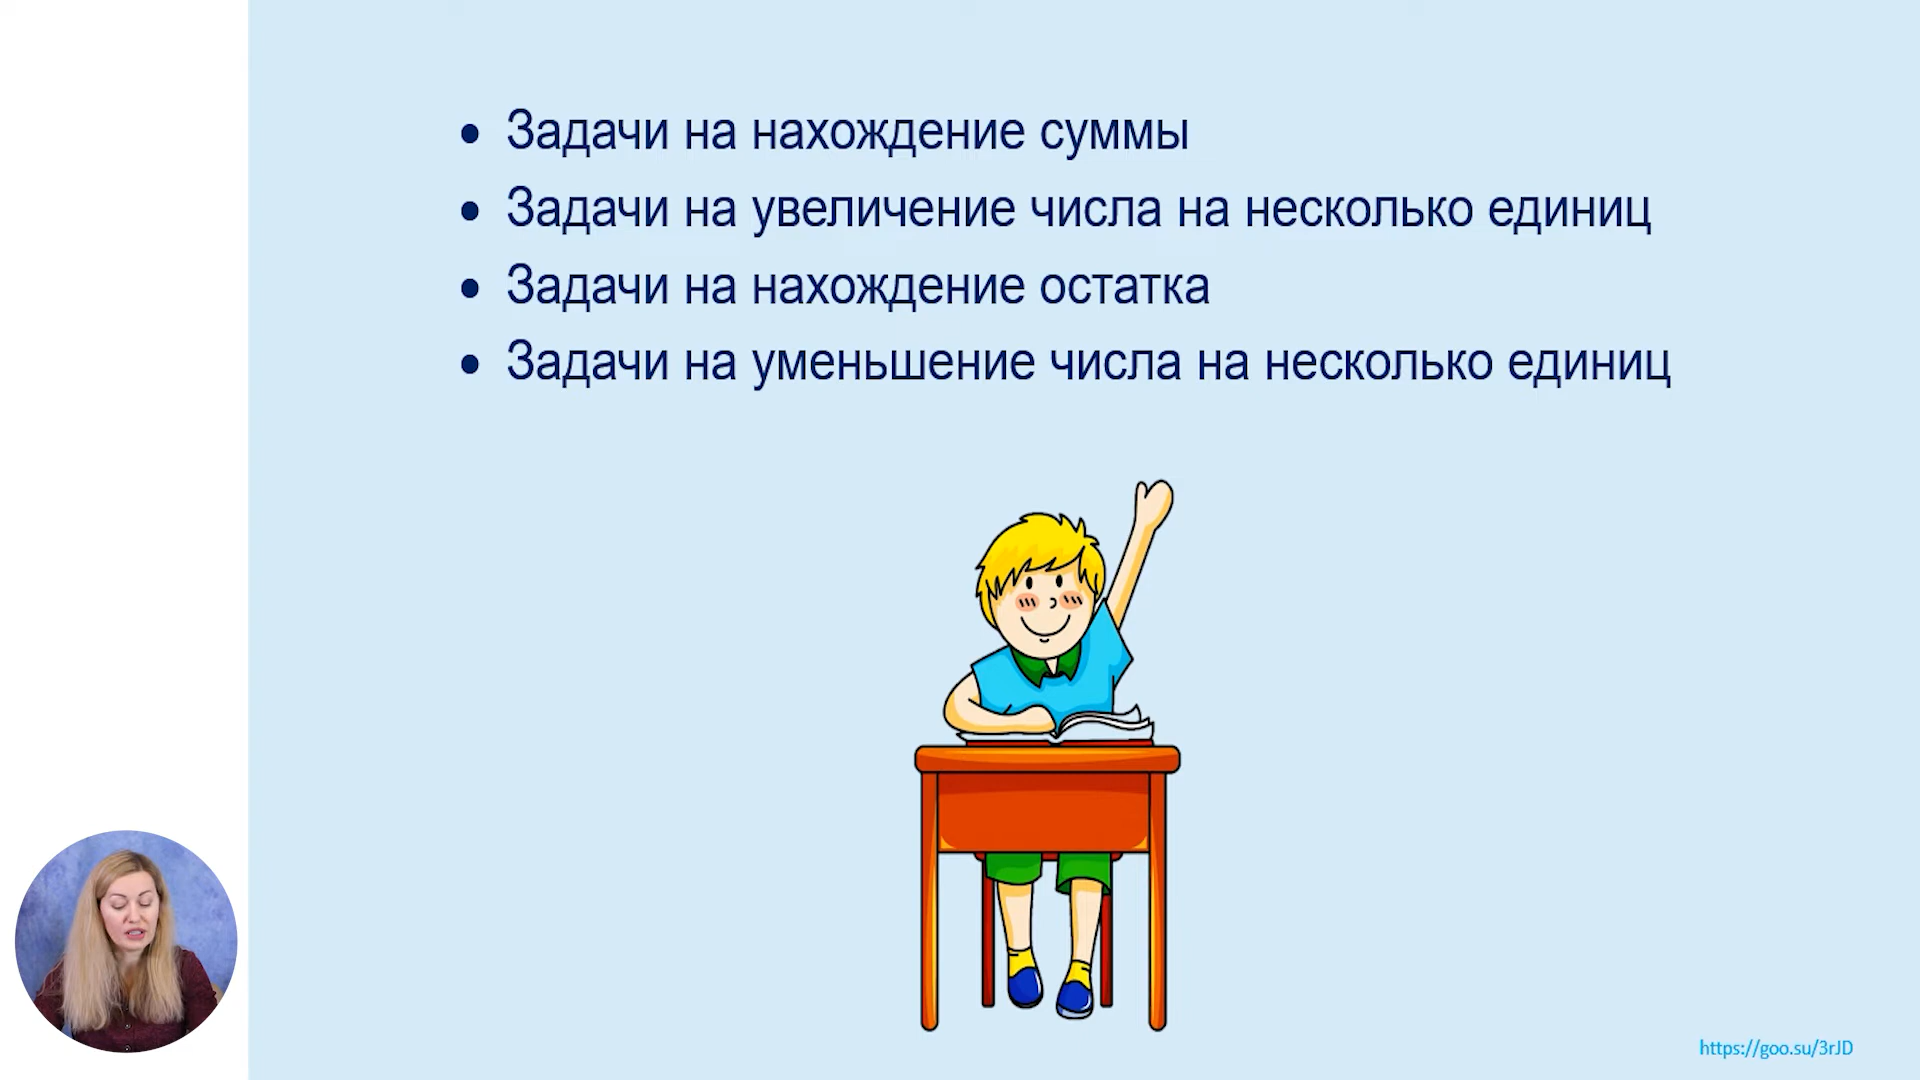 • Задачи на нахождение суммы
• Задачи на увеличение числа на несколько единиц
• Задачи на нахождение остатка
• Задачи на уменьшение числа на несколько единиц
https://goo.su/3rJD